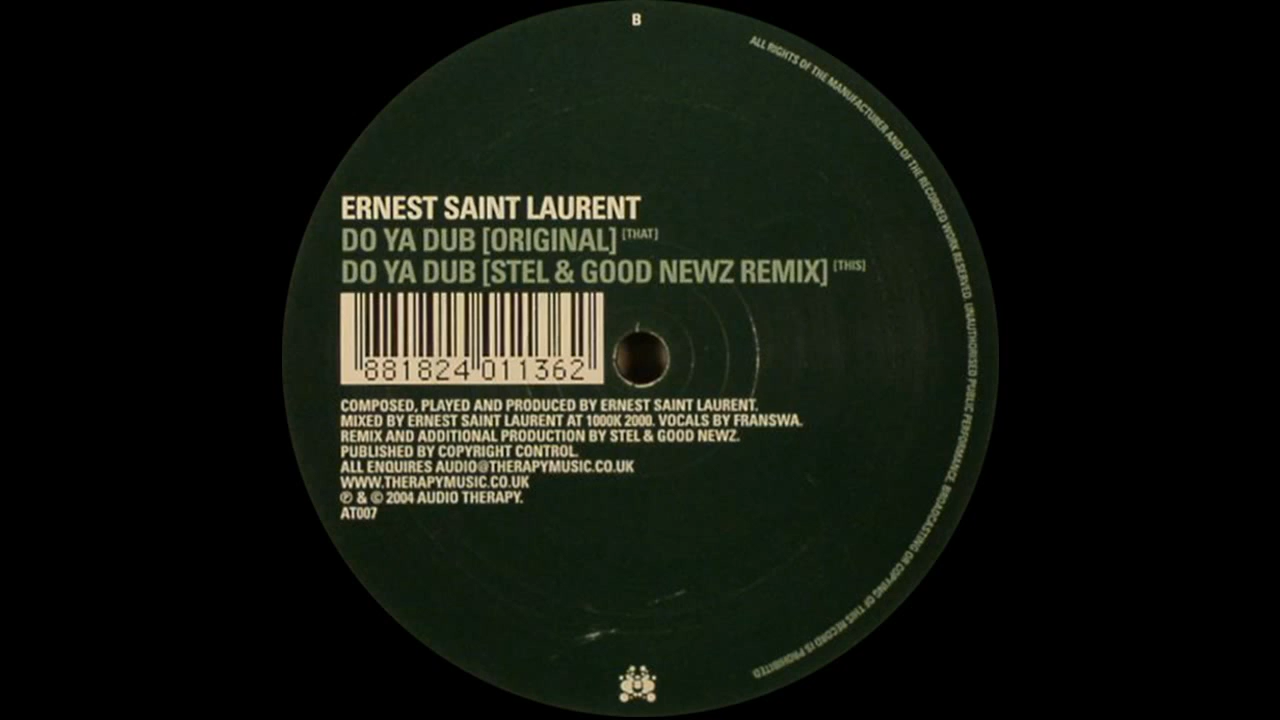 B
ERNEST SAINT LAURENT
DO YA DUB [ORIGINAL] [THAT]
DO YA DUB [STEL & GOOD NEWZ REMIX] [THIS]
881824 011362
COMPOSED, PLAYED AND PRODUCED BY ERNEST SAINT LAURENT.
MIXED BY ERNEST SAINT LAURENT AT 1000K 2000. VOCALS BY FRANSWA.
REMIX AND ADDITIONAL PRODUCTION BY STEL & GOOD NEWZ.
PUBLISHED BY COPYRIGHT CONTROL.
ALL ENQUIRES AUDIO@THERAPYMUSIC.CO.UK
WWW.THERAPYMUSIC.CO.UK
℗ & © 2004 AUDIO THERAPY.
AT007
ALL RIGHTS OF THE MANUFACTURER AND OF THE RECORDED WORK RESERVED. UNAUTHORISED PUBLIC PERFORMANCE, BROADCASTING OR COPYING OF THIS RECORD IS PROHIBITED.